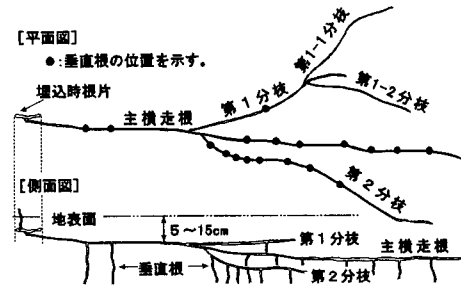 [平面図]
●:垂直根の位置を示す。
第1-1分枝
埋込時根片
第1分枝
第1-2分枝
主横走根
[側面図]
第2分枝
地表面
5～15cm
第1分枝
主横走根
垂直根
第2分枝